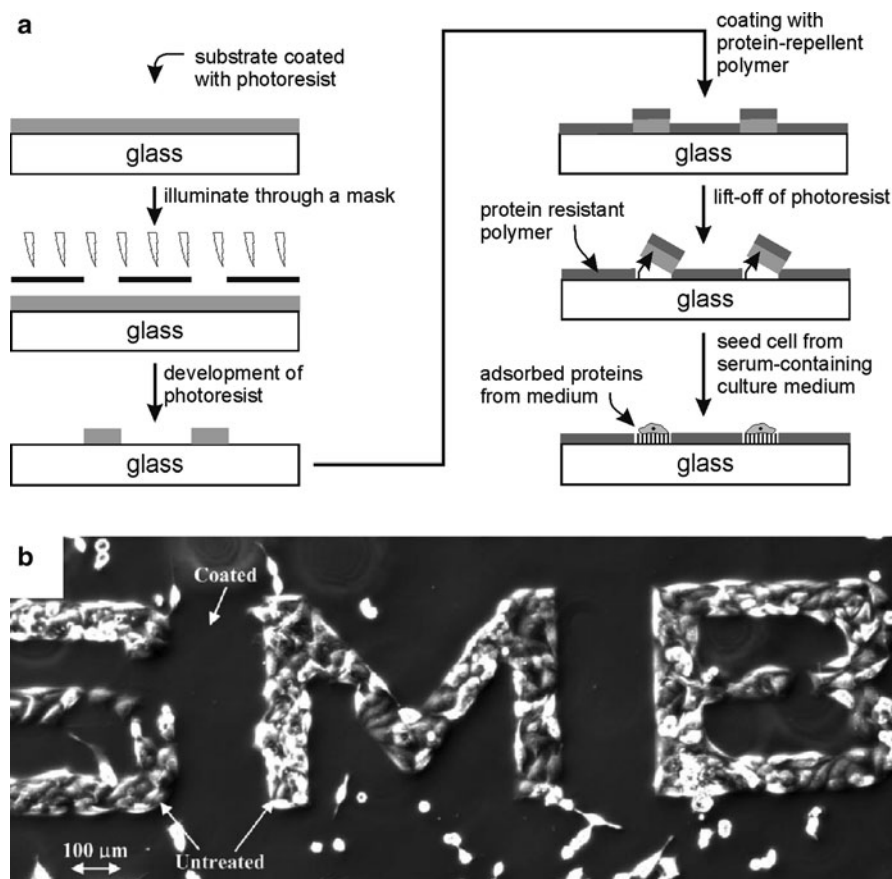 a
substrate coated
with photoresist
glass
illuminate through a mask
glass
development of
photoresist
glass
coating with
protein-repellent
polymer
glass
lift-off of photoresist
protein resistant
polymer
glass
seed cell from
serum-containing
culture medium
adsorbed proteins
from medium
glass
b
Coated
EMB
Untreated
100 µm